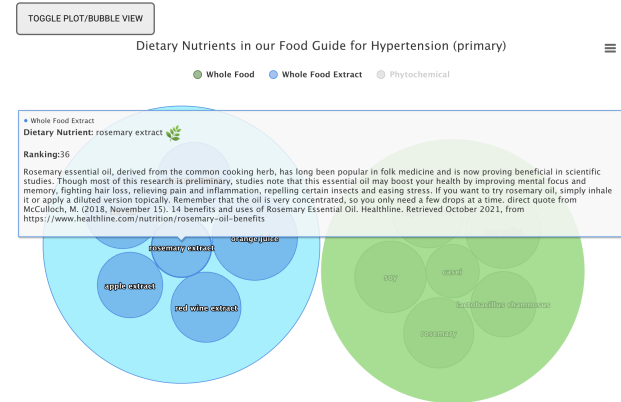 TOGGLE PLOT/BUBBLE VIEW
Dietary Nutrients in our Food Guide for Hypertension (primary)
Whole Food Whole Food Extract Phytochemical
Whole Food Extract
Dietary Nutrient: rosemary extract
Ranking:36
Rosemary essential oil, derived from the common cooking herb, has long been popular in folk medicine and is now proving beneficial in scientific
studies. Though most of this research is preliminary, studies note that this essential oil may boost your health by improving mental focus and
memory, fighting hair loss, relieving pain and inflammation, repelling certain insects and easing stress. If you want to try rosemary oil, simply inhale
it or apply a diluted version topically. Remember that the oil is very concentrated, so you only need a few drops at a time. direct quote from
McCulloch, M. (2018, November 15). 14 benefits and uses of Rosemary Essential Oil. Healthline. Retrieved October 2021, from
https://www.healthline.com/nutrition/rosemary-oil-benefits
orange juice
rosemary extract
casei
soy
apple extract
lactobacillus rhamnosus
red wine extract
rosemary